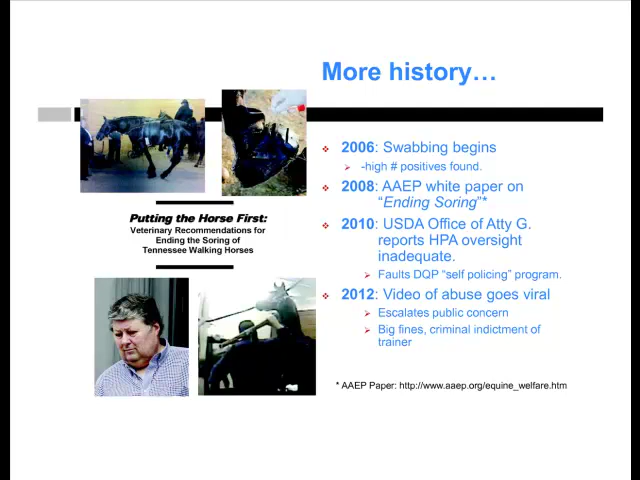 More history…
2006: Swabbing begins
-high # positives found.
2008: AAEP white paper on
“Ending Soring”*
2010: USDA Office of Atty G.
reports HPA oversight
inadequate.
Faults DQP “self policing” program.
2012: Video of abuse goes viral
Escalates public concern
Big fines, criminal indictment of
trainer
* AAEP Paper: http://www.aaep.org/equine_welfare.htm
Putting the Horse First:
Veterinary Recommendations for
Ending the Soring of
Tennessee Walking Horses